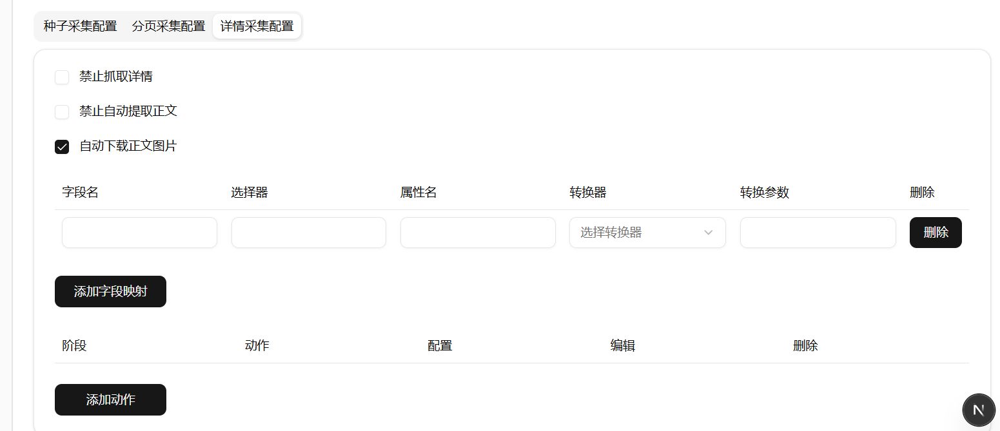 种子采集配置 分页采集配置 详情采集配置
禁止抓取详情
禁止自动提取正文
自动下载正文图片
字段名 选择器 属性名 转换器 转换参数 删除
选择转换器 删除
添加字段映射
阶段 动作 配置 编辑 删除
添加动作
N